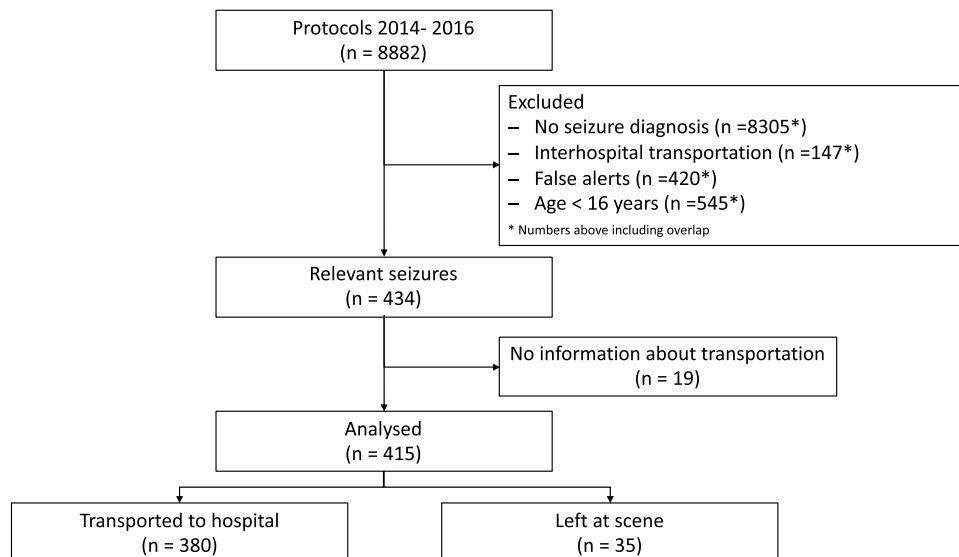 Protocols 2014- 2016
(n = 8882)
Excluded
– No seizure diagnosis (n =8305*)
– Interhospital transportation (n =147*)
– False alerts (n =420*)
– Age < 16 years (n =545*)
* Numbers above including overlap
Relevant seizures
(n = 434)
No information about transportation
(n = 19)
Analysed
(n = 415)
Transported to hospital
(n = 380)
Left at scene
(n = 35)